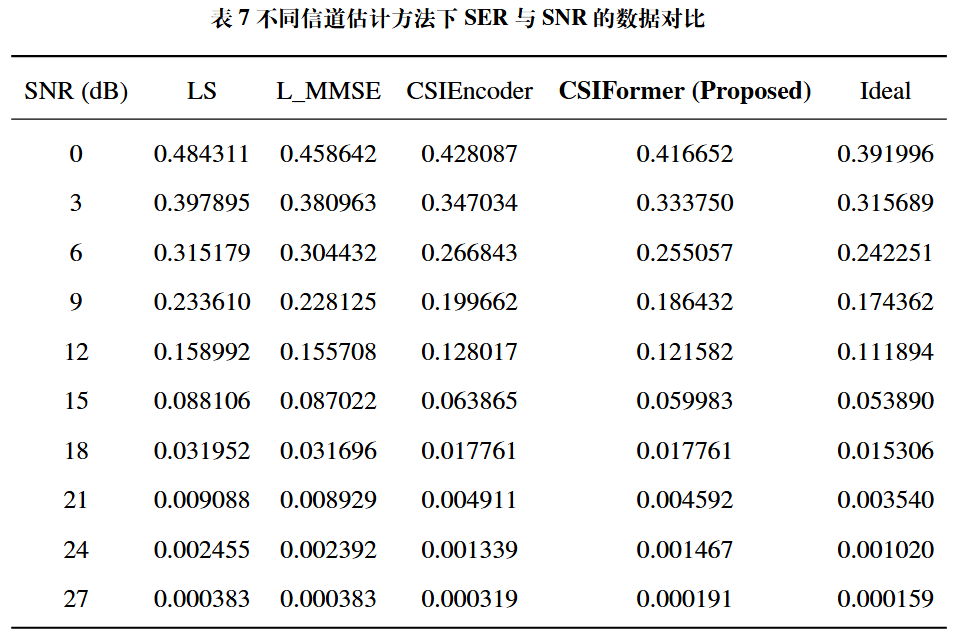 表 7 不同信道估计方法下 SER 与 SNR 的数据对比
SNR (dB) LS L_MMSE CSIEncoder CSIFormer (Proposed) Ideal
0 0.484311 0.458642 0.428087 0.416652 0.391996
3 0.397895 0.380963 0.347034 0.333750 0.315689
6 0.315179 0.304432 0.266843 0.255057 0.242251
9 0.233610 0.228125 0.199662 0.186432 0.174362
12 0.158992 0.155708 0.128017 0.121582 0.111894
15 0.088106 0.087022 0.063865 0.059983 0.053890
18 0.031952 0.031696 0.017761 0.017761 0.015306
21 0.009088 0.008929 0.004911 0.004592 0.003540
24 0.002455 0.002392 0.001339 0.001467 0.001020
27 0.000383 0.000383 0.000319 0.000191 0.000159